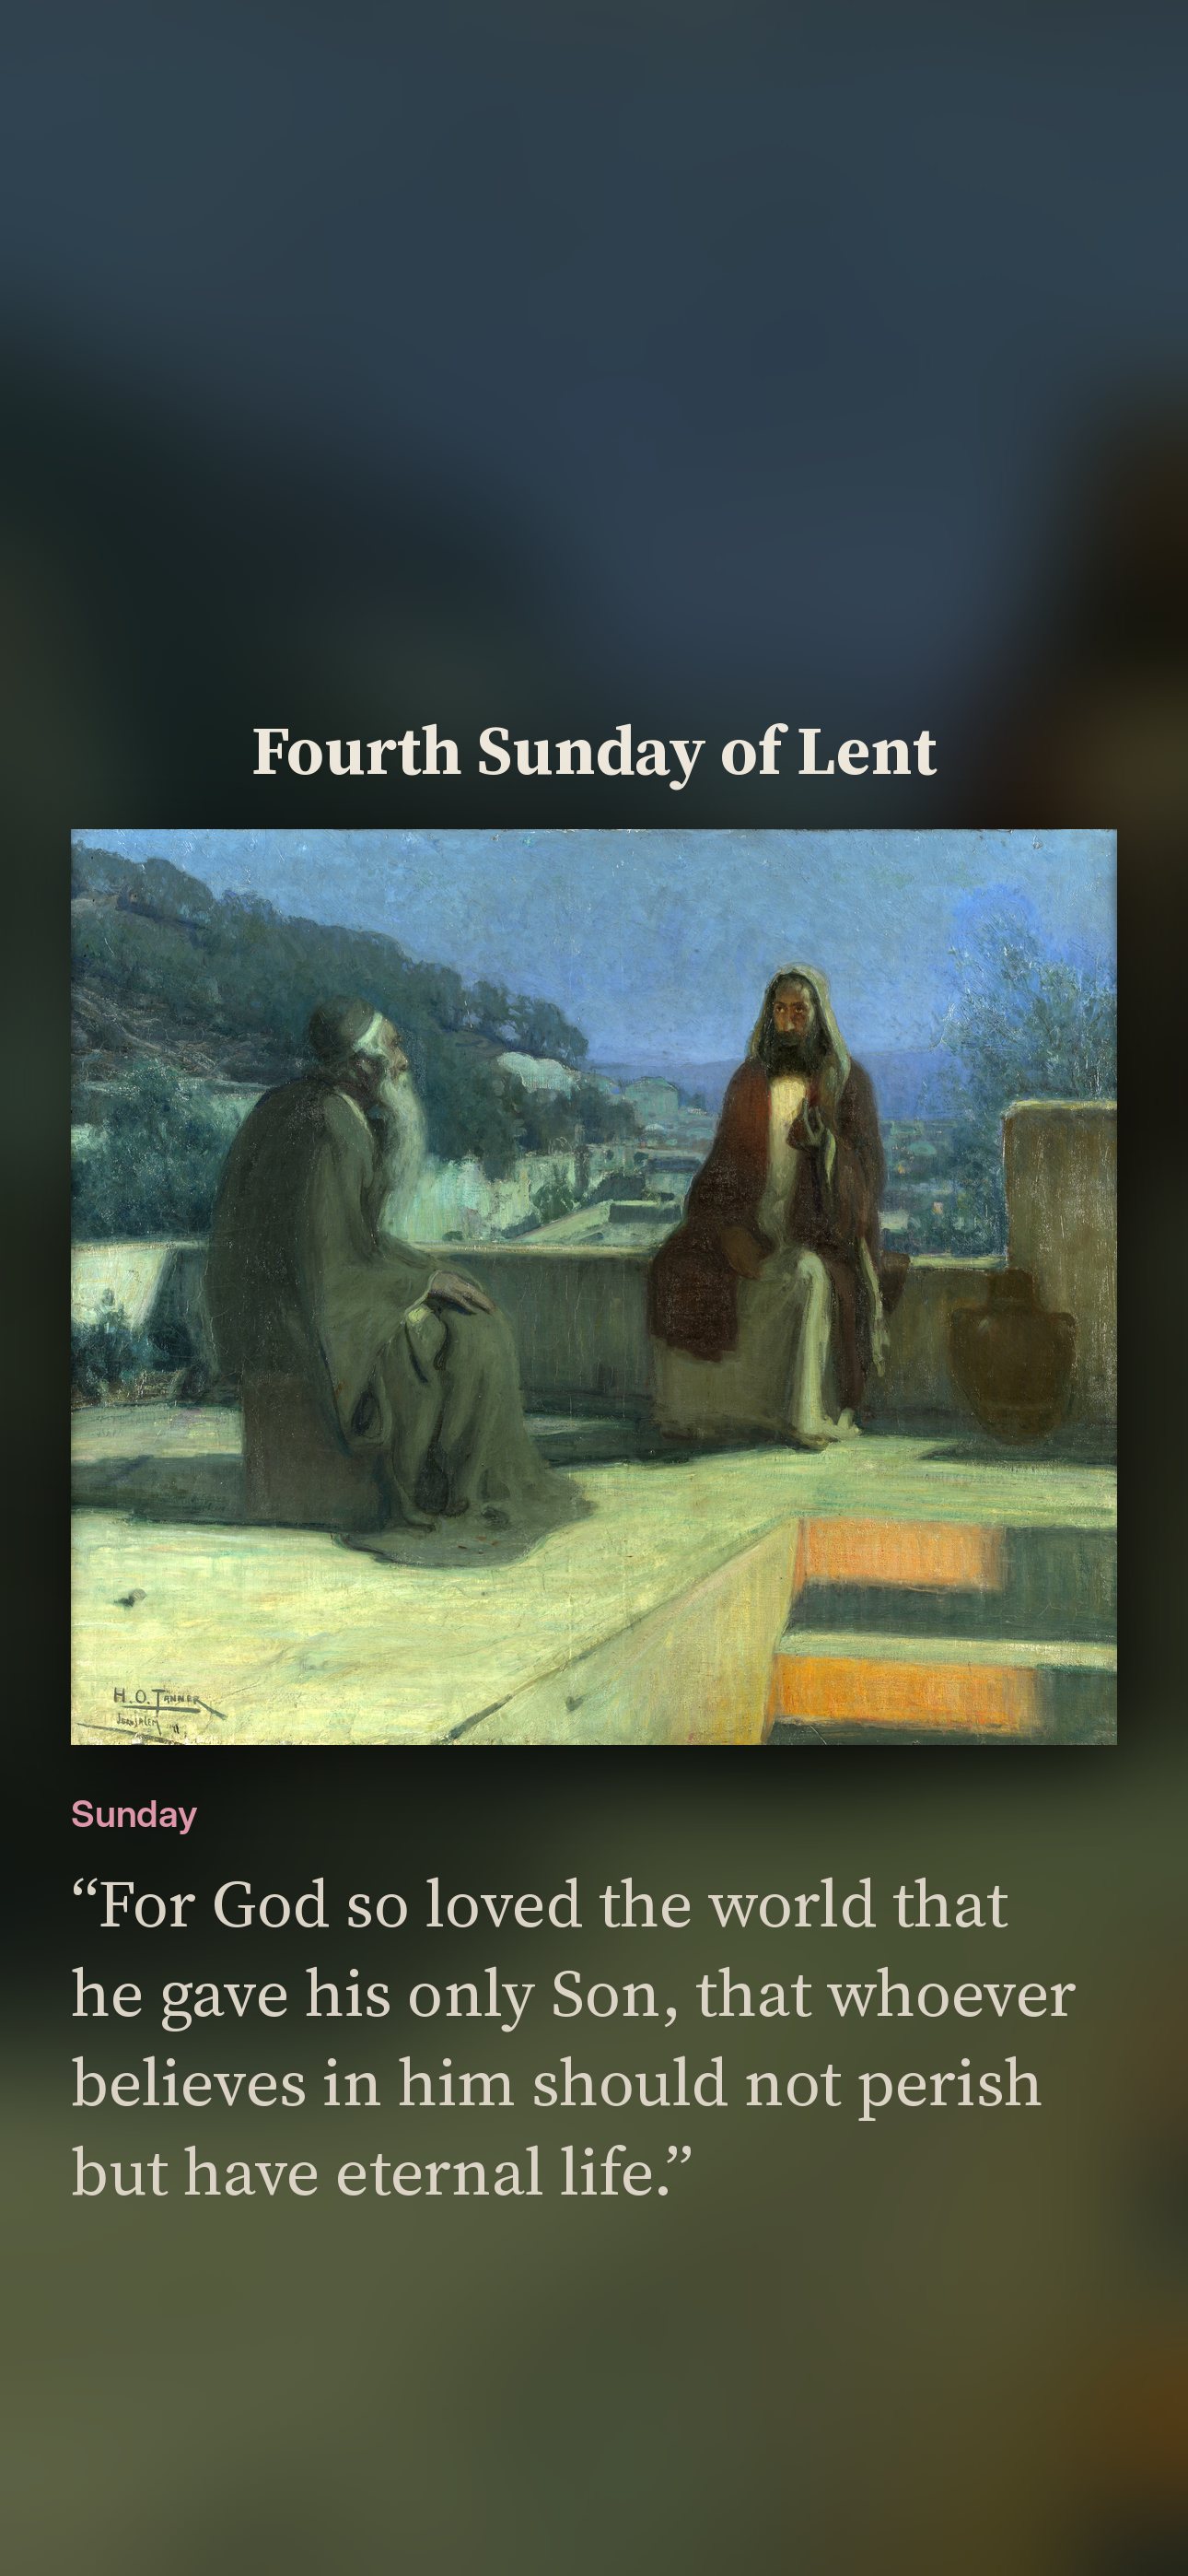 Fourth Sunday of Lent
H.O. TANNER
JERUSALEM
Sunday
“For God so loved the world that
he gave his only Son, that whoever
believes in him should not perish
but have eternal life.”